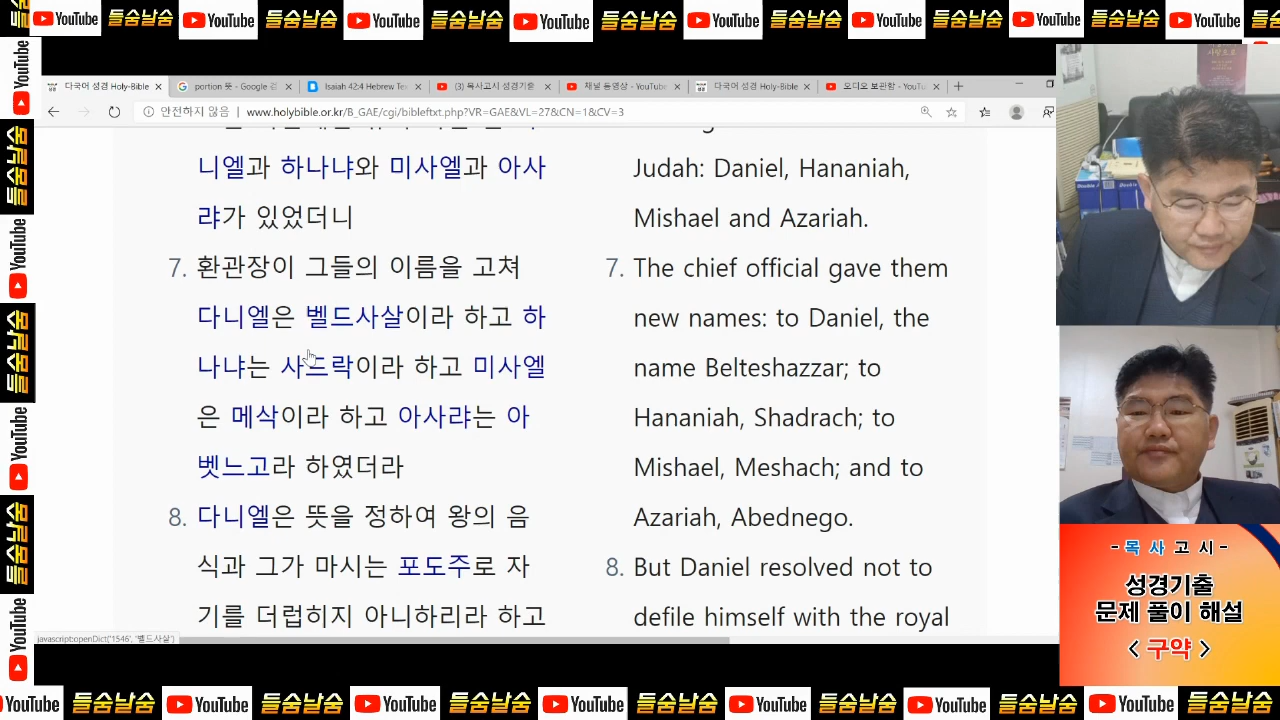 YouTube 들숨날숨 YouTube 들숨날숨 YouTube 들숨날숨 YouTube 들숨날숨 YouTube 들숨날숨 YouTube 들숨날숨 YouTube 들숨날숨 YouTube
다국어 성경 Holy-Bible
portion 뜻 - Google 검
Isaiah 42:4 Hebrew Te
(3) 목사고시 성경기출
채널 동영상 - YouTu
다국어 성경 Holy-Bible
오디오 보관함 - YouT
안전하지 않음 | www.holybible.or.kr/B_GAE/cgi/bibleftxt.php?VR=GAE&VL=27&CN=1&CV=3
니엘과 하나냐와 미사엘과 아사
랴가 있었더니
7. 환관장이 그들의 이름을 고쳐
다니엘은 벨드사살이라 하고 하
나냐는 사드락이라 하고 미사엘
은 메삭이라 하고 아사랴는 아
벳느고라 하였더라
8. 다니엘은 뜻을 정하여 왕의 음
식과 그가 마시는 포도주로 자
기를 더럽히지 아니하리라 하고
Judah: Daniel, Hananiah,
Mishael and Azariah.
7. The chief official gave them
new names: to Daniel, the
name Belteshazzar; to
Hananiah, Shadrach; to
Mishael, Meshach; and to
Azariah, Abednego.
8. But Daniel resolved not to
defile himself with the royal
javascript:openDict('1546', '벨드사살')
- 목 사 고 시 -
성경기출
문제 풀이 해설
< 구약 >
YouTube
들숨날숨
YouTube
들숨날숨
YouTube
들숨날숨
YouTube
YouTube 들숨날숨 YouTube 들숨날숨 YouTube 들숨날숨 YouTube 들숨날숨 YouTube 들숨날숨 YouTube 들숨날숨 YouTube 들숨날숨